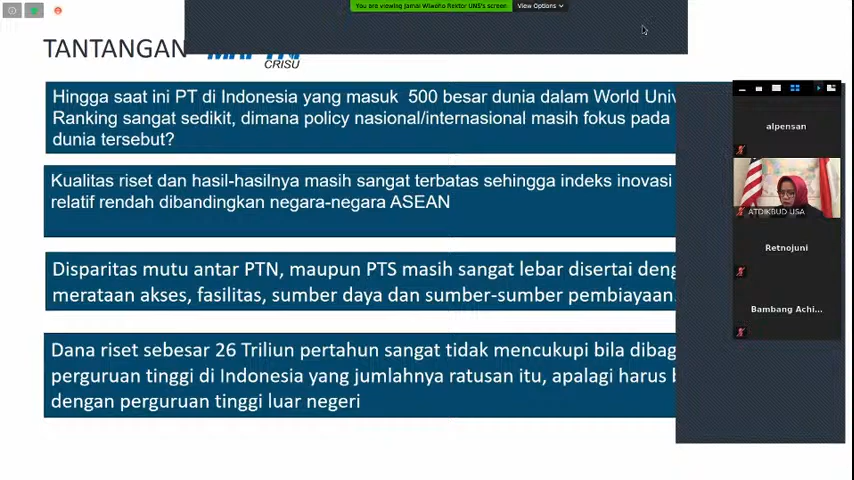 You are viewing Jamal Wiwoho Rektor UNS's screen
View Options
TANTANGAN
CRISU
Hingga saat ini PT di Indonesia yang masuk 500 besar dunia dalam World Univ
Ranking sangat sedikit, dimana policy nasional/internasional masih fokus pada
dunia tersebut?
Kualitas riset dan hasil-hasilnya masih sangat terbatas sehingga indeks inovasi
relatif rendah dibandingkan negara-negara ASEAN
Disparitas mutu antar PTN, maupun PTS masih sangat lebar disertai deng
merataan akses, fasilitas, sumber daya dan sumber-sumber pembiayaan.
Dana riset sebesar 26 Triliun pertahun sangat tidak mencukupi bila dibag
perguruan tinggi di Indonesia yang jumlahnya ratusan itu, apalagi harus
dengan perguruan tinggi luar negeri
alpensan
ATDIKBUD USA
Retnojuni
Bambang Achi...